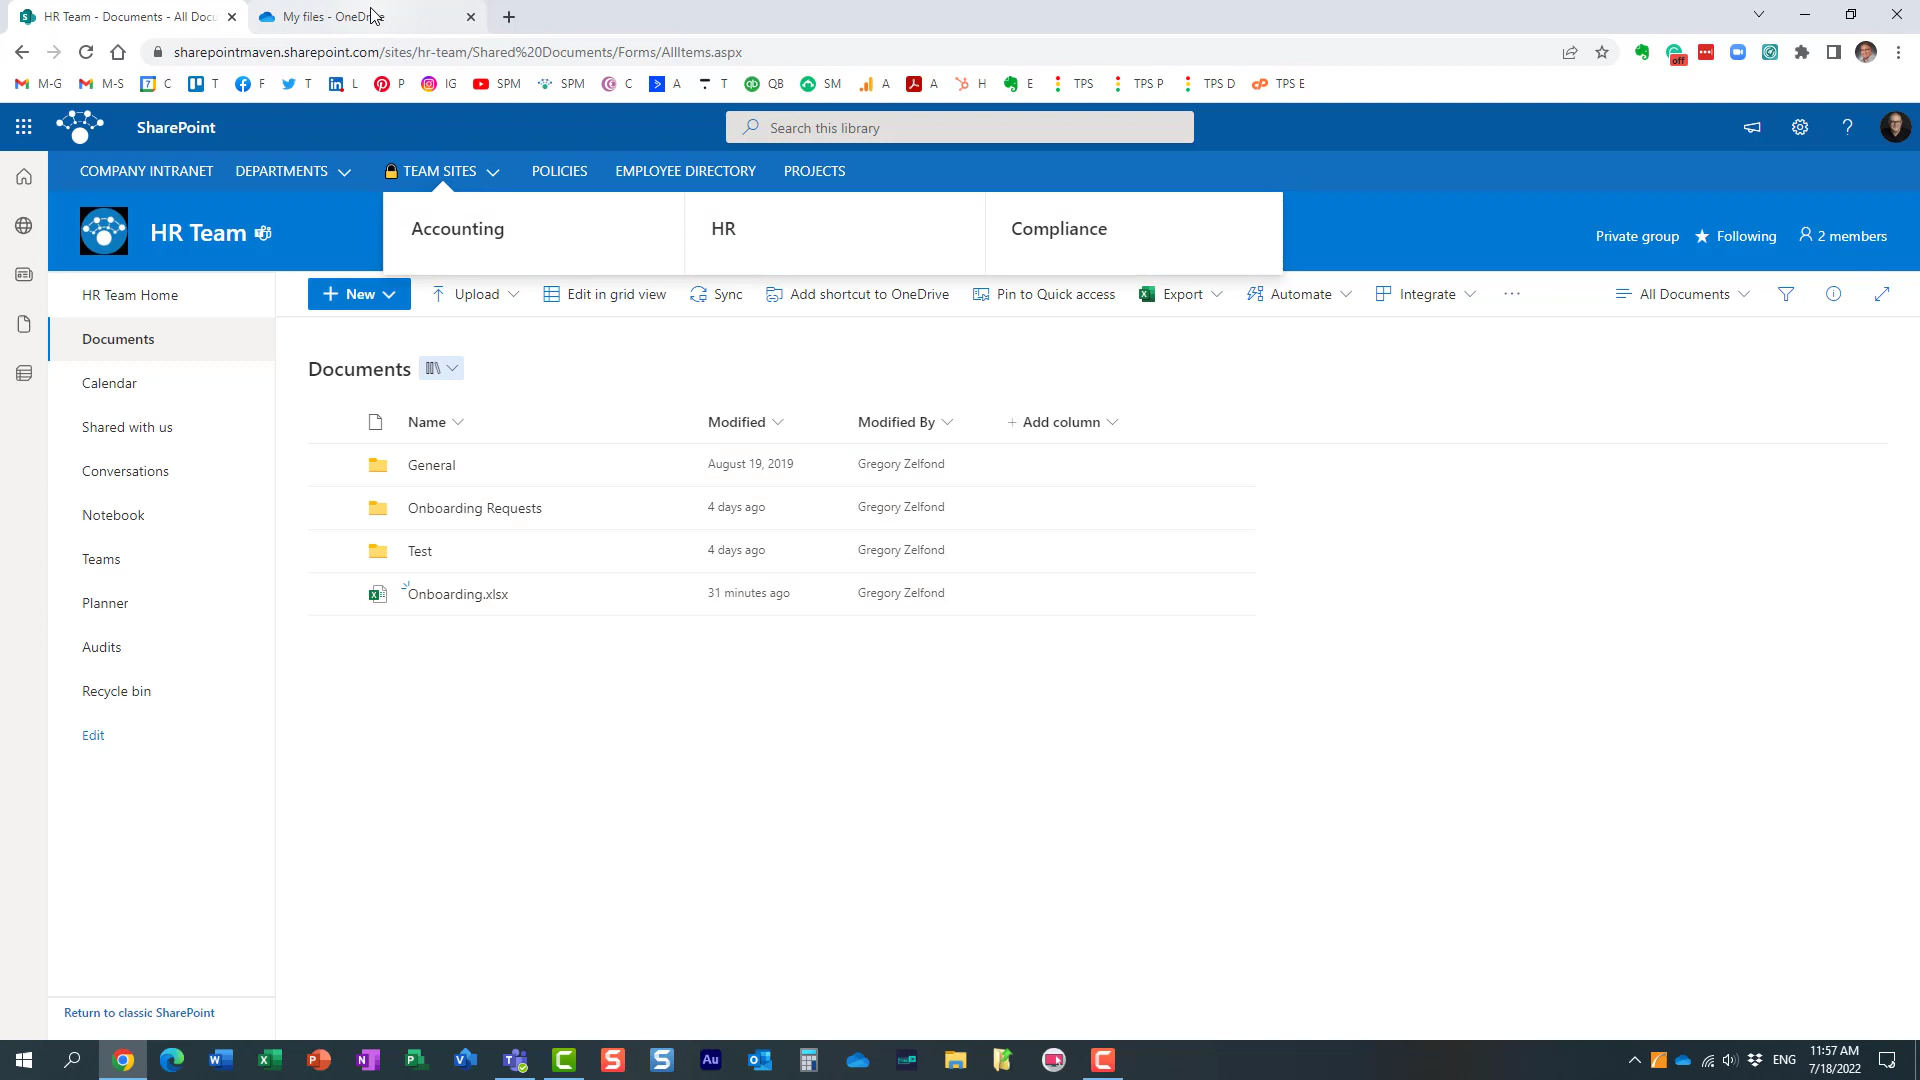 HR Team - Documents - All Docu
My files - OneDrive
sharepointmaven.sharepoint.com/sites/hr-team/Shared%20Documents/Forms/AllItems.aspx
off
M-G M-S 7 C T F T L P IG SPM SPM C A T QB SM A A H E TPS TPS P TPS D TPS E
SharePoint
Search this library
COMPANY INTRANET DEPARTMENTS TEAM SITES POLICIES EMPLOYEE DIRECTORY PROJECTS
HR Team
Accounting HR Compliance
Private group Following 2 members
HR Team Home
Documents
Calendar
Shared with us
Conversations
Notebook
Teams
Planner
Audits
Recycle bin
Edit
Return to classic SharePoint
+ New Upload Edit in grid view Sync Add shortcut to OneDrive Pin to Quick access Export Automate Integrate ··· All Documents
Documents
Name Modified Modified By + Add column
General August 19, 2019 Gregory Zelfond
Onboarding Requests 4 days ago Gregory Zelfond
Test 4 days ago Gregory Zelfond
Onboarding.xlsx 31 minutes ago Gregory Zelfond
ENG
11:57 AM
7/18/2022